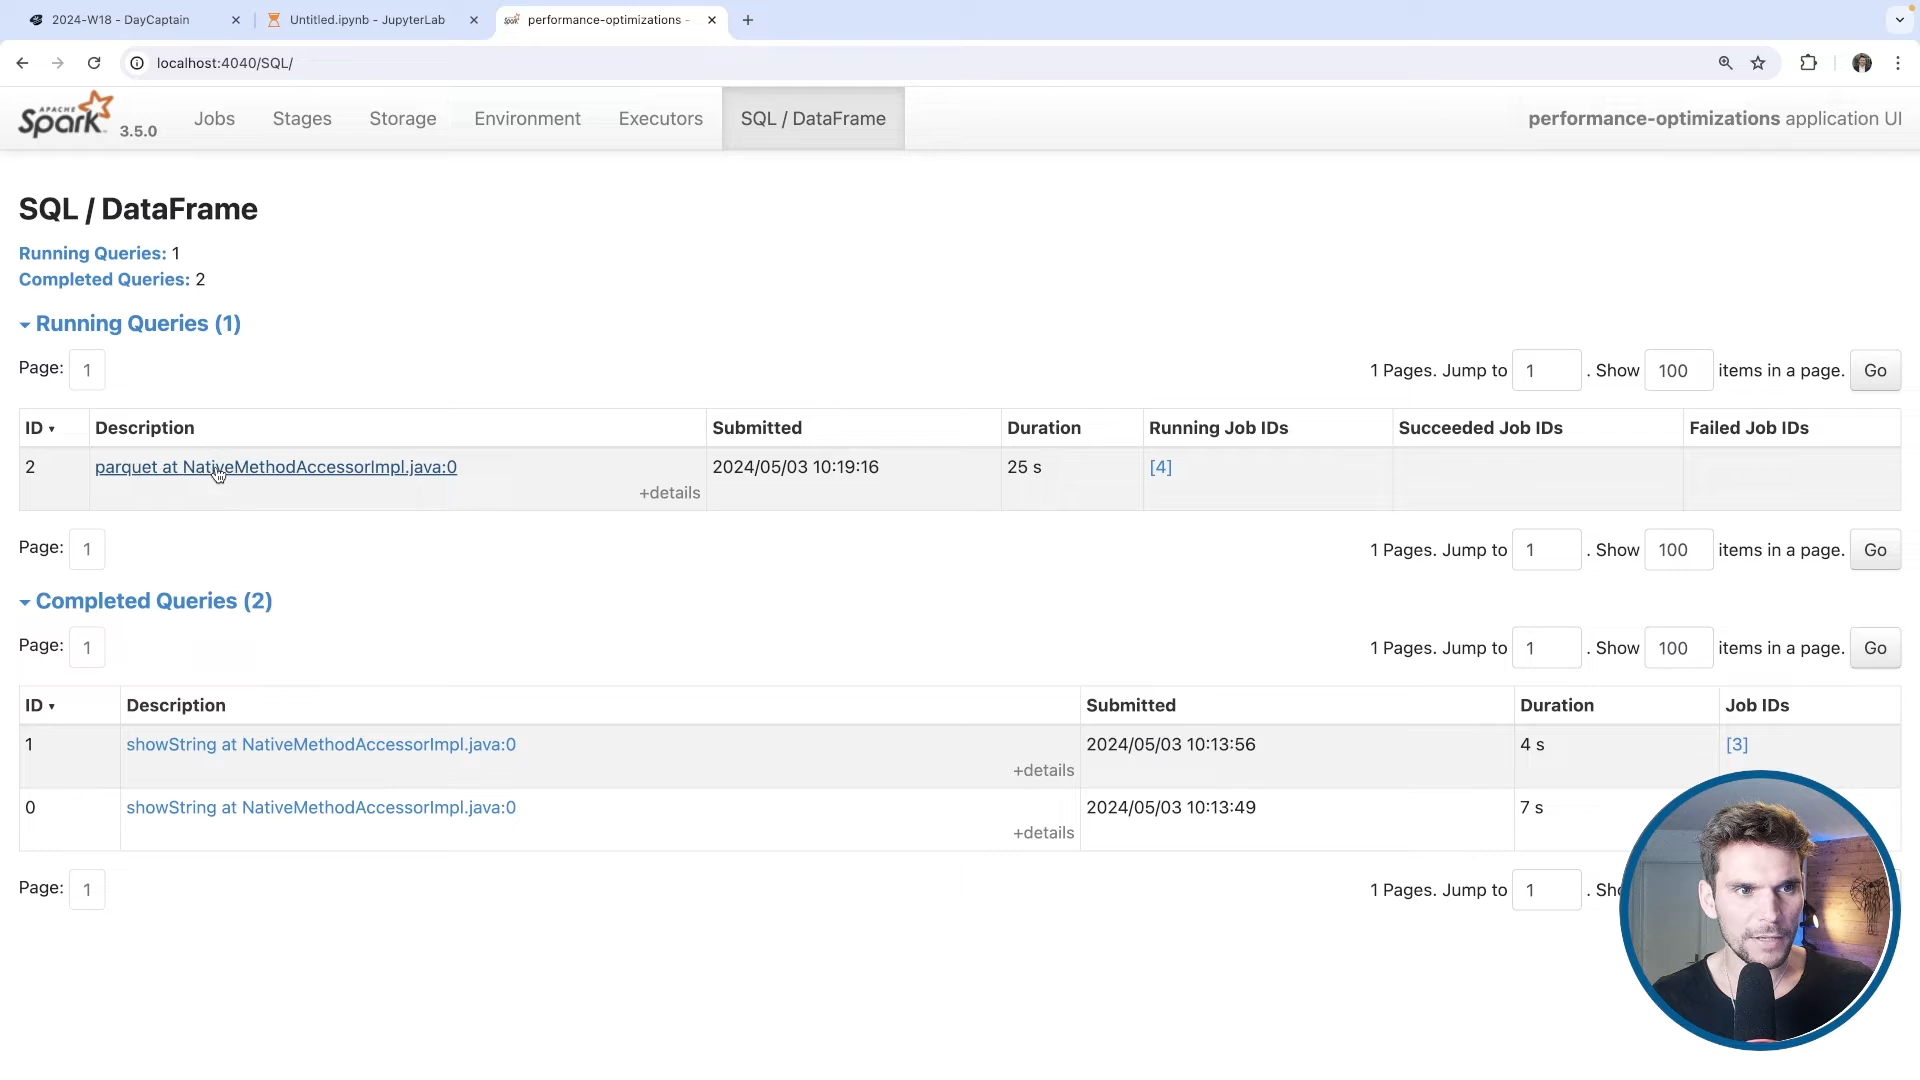 2024-W18 - DayCaptain
Untitled.ipynb - JupyterLab
performance-optimizations -
localhost:4040/SQL/
APACHE Spark 3.5.0
Jobs Stages Storage Environment Executors SQL / DataFrame
performance-optimizations application UI
SQL / DataFrame
Running Queries: 1
Completed Queries: 2
Running Queries (1)
Page: 1
1 Pages. Jump to 1 . Show 100 items in a page. Go
ID Description Submitted Duration Running Job IDs Succeeded Job IDs Failed Job IDs
2 parquet at NativeMethodAccessorImpl.java:0 2024/05/03 10:19:16 25 s [4]
+details
Page: 1
1 Pages. Jump to 1 . Show 100 items in a page. Go
Completed Queries (2)
Page: 1
1 Pages. Jump to 1 . Show 100 items in a page. Go
ID Description Submitted Duration Job IDs
1 showString at NativeMethodAccessorImpl.java:0 2024/05/03 10:13:56 4 s [3]
+details
0 showString at NativeMethodAccessorImpl.java:0 2024/05/03 10:13:49 7 s
+details
Page: 1
1 Pages. Jump to 1 .